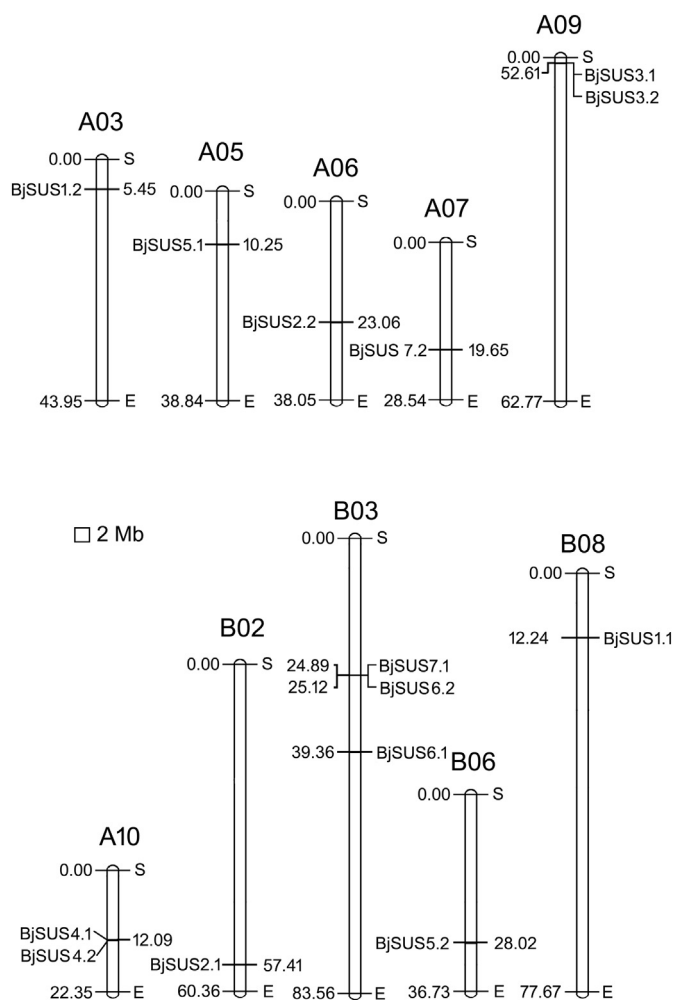 A09
0.00 S
52.61 BjSUS3.1
BjSUS3.2
A03
0.00 S
BjSUS1.2 5.45
A05
0.00 S
A06
0.00 S
A07
0.00 S
BjSUS5.1 10.25
BjSUS2.2 23.06
BjSUS 7.2 19.65
43.95 E
38.84 E
38.05 E
28.54 E
62.77 E
2 Mb
B03
0.00 S
B08
0.00 S
B02
0.00 S
12.24 BjSUS1.1
24.89 BjSUS7.1
25.12 BjSUS6.2
39.36 BjSUS6.1
B06
0.00 S
A10
0.00 S
BjSUS4.1 12.09
BjSUS4.2
BjSUS2.1 57.41
BjSUS5.2 28.02
22.35 E
60.36 E
83.56 E
36.73 E
77.67 E